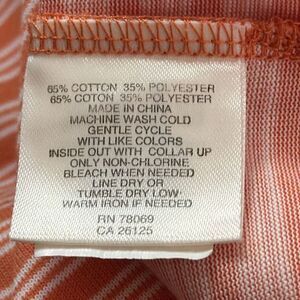 65% COTTON 35% POLYESTER
65% COTON 35% POLYESTER
MADE IN CHINA
MACHINE WASH COLD
GENTLE CYCLE
WITH LIKE COLORS
INSIDE OUT WITH COLLAR UP
ONLY NON-CHLORINE
BLEACH WHEN NEEDED
LINE DRY OR
TUMBLE DRY LOW
WARM IRON IF NEEDED
RN 78069
CA 26125